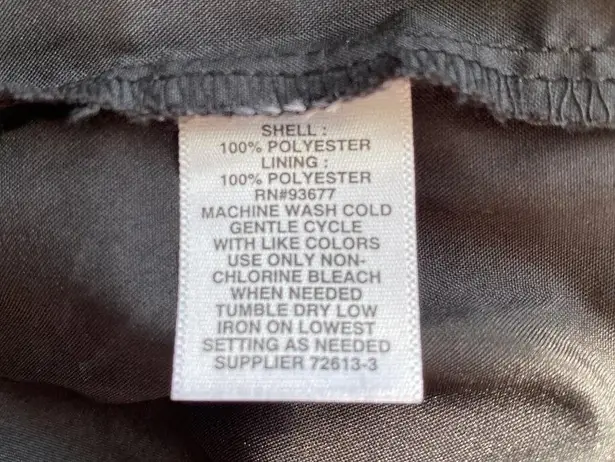 SHELL :
100% POLYESTER
LINING :
100% POLYESTER
RN#93677
MACHINE WASH COLD
GENTLE CYCLE
WITH LIKE COLORS
USE ONLY NON-
CHLORINE BLEACH
WHEN NEEDED
TUMBLE DRY LOW
IRON ON LOWEST
SETTING AS NEEDED
SUPPLIER 72613-3